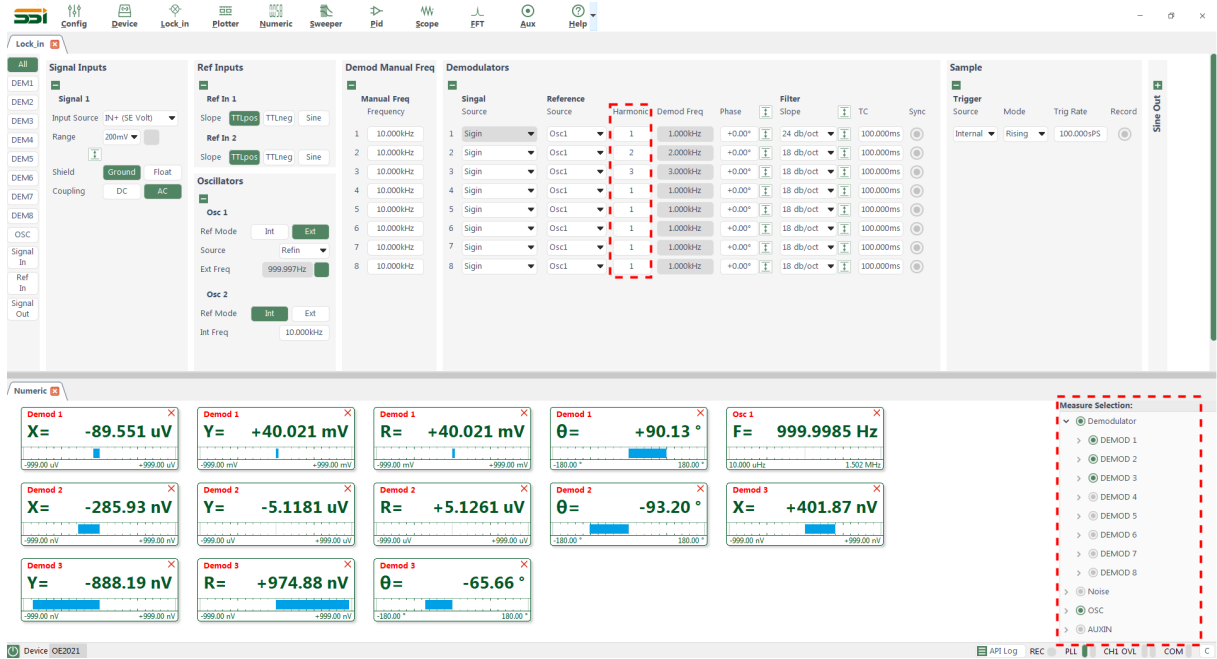 SSI
Config Device Lock_in Plotter Numeric Sweeper Pid Scope FFT Aux Help
Lock_in
All
DEM1
DEM2
DEM3
DEM4
DEM5
DEM6
DEM7
DEM8
OSC
Signal
In
Ref
In
Signal
Out
Signal Inputs
Signal 1
Input Source IN+ (SE Volt)
Range 200mV
Shield Ground Float
Coupling DC AC
Ref Inputs
Ref In 1
Slope TTLpos TTLneg Sine
Ref In 2
Slope TTLpos TTLneg Sine
Oscillators
Osc 1
Ref Mode Int Ext
Source Refin
Ext Freq 999.997Hz
Osc 2
Ref Mode Int Ext
Int Freq 10.000kHz
Demod Manual Freq
Manual Freq
Frequency
1 10.000kHz
2 10.000kHz
3 10.000kHz
4 10.000kHz
5 10.000kHz
6 10.000kHz
7 10.000kHz
8 10.000kHz
Demodulators
Singal Reference Filter
Source Source Harmonic Demod Freq Phase Slope TC Sync
1 Sigin Osc1 1 1.000kHz +0.00° 24 db/oct 100.000ms
2 Sigin Osc1 2 2.000kHz +0.00° 18 db/oct 100.000ms
3 Sigin Osc1 3 3.000kHz +0.00° 18 db/oct 100.000ms
4 Sigin Osc1 1 1.000kHz +0.00° 18 db/oct 100.000ms
5 Sigin Osc1 1 1.000kHz +0.00° 18 db/oct 100.000ms
6 Sigin Osc1 1 1.000kHz +0.00° 18 db/oct 100.000ms
7 Sigin Osc1 1 1.000kHz +0.00° 18 db/oct 100.000ms
8 Sigin Osc1 1 1.000kHz +0.00° 18 db/oct 100.000ms
Sample
Trigger
Source Mode Trig Rate Record
Internal Rising 100.000sPS
Sine Out
Numeric
Demod 1
X= -89.551 uV
-999.00 uV +999.00 uV
Demod 1
Y= +40.021 mV
-999.00 mV +999.00 mV
Demod 1
R= +40.021 mV
-999.00 mV +999.00 mV
Demod 1
θ= +90.13 °
-180.00 ° 180.00 °
Osc 1
F= 999.9985 Hz
10.000 uHz 1.502 MHz
Demod 2
X= -285.93 nV
-999.00 nV +999.00 nV
Demod 2
Y= -5.1181 uV
-999.00 uV +999.00 uV
Demod 2
R= +5.1261 uV
-999.00 uV +999.00 uV
Demod 2
θ= -93.20 °
-180.00 ° 180.00 °
Demod 3
X= +401.87 nV
-999.00 nV +999.00 nV
Demod 3
Y= -888.19 nV
-999.00 nV +999.00 nV
Demod 3
R= +974.88 nV
-999.00 nV +999.00 nV
Demod 3
θ= -65.66 °
-180.00 ° 180.00 °
Measure Selection:
Demodulator
DEMOD 1
DEMOD 2
DEMOD 3
DEMOD 4
DEMOD 5
DEMOD 6
DEMOD 7
DEMOD 8
Noise
OSC
AUXIN
Device OE2021
API Log REC PLL CH1 OVL COM C